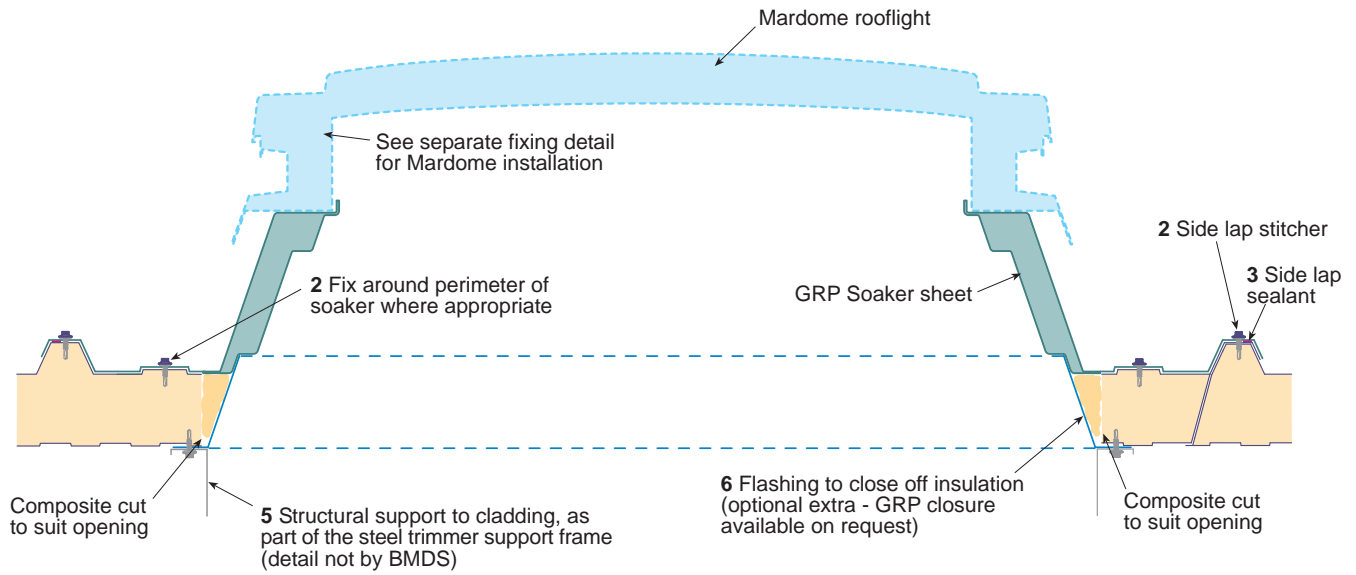 Mardome rooflight
See separate fixing detail
for Mardome installation
2 Side lap stitcher
3 Side lap
sealant
2 Fix around perimeter of
soaker where appropriate
GRP Soaker sheet
Composite cut
to suit opening
5 Structural support to cladding, as
part of the steel trimmer support frame
(detail not by BMDS)
6 Flashing to close off insulation
(optional extra - GRP closure
available on request)
Composite cut
to suit opening